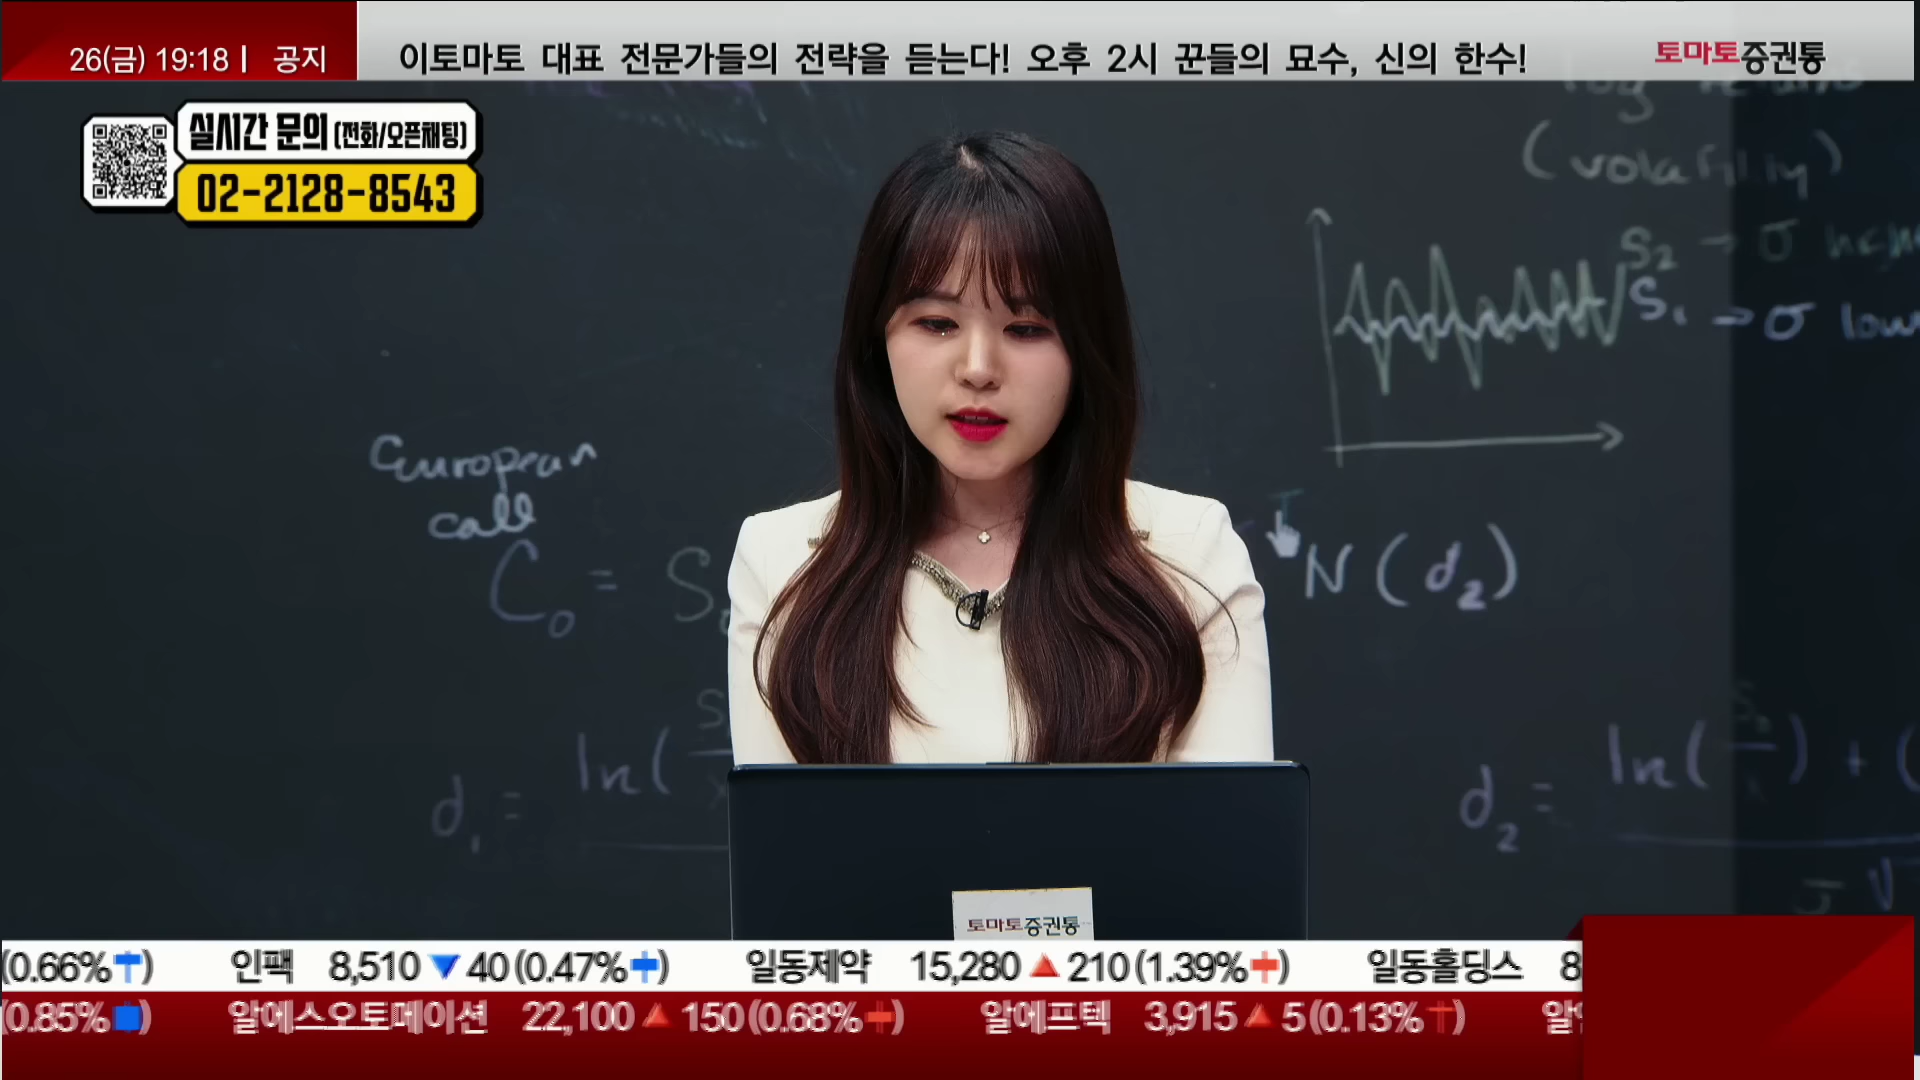 26(금) 19:18 | 공지
이토마토 대표 전문가들의 전략을 듣는다! 오후 2시 꾼들의 묘수, 신의 한수!
토마토증권통
실시간 문의 (전화/오픈채팅)
02-2128-8543
(volatility)
S2 → σ
S1 → σ low
European
call
C0 = S
N(d2)
d1 =
ln(
d2 =
ln( ) + (
토마토증권통
(0.66% ) 인팩 8,510 ▼ 40 (0.47% ) 일동제약 15,280 ▲ 210 (1.39% ) 일동홀딩스 8
(0.85% ) 알에스오토메이션 22,100 ▲ 150 (0.68% ) 알에프텍 3,915 ▲ 5 (0.13% )